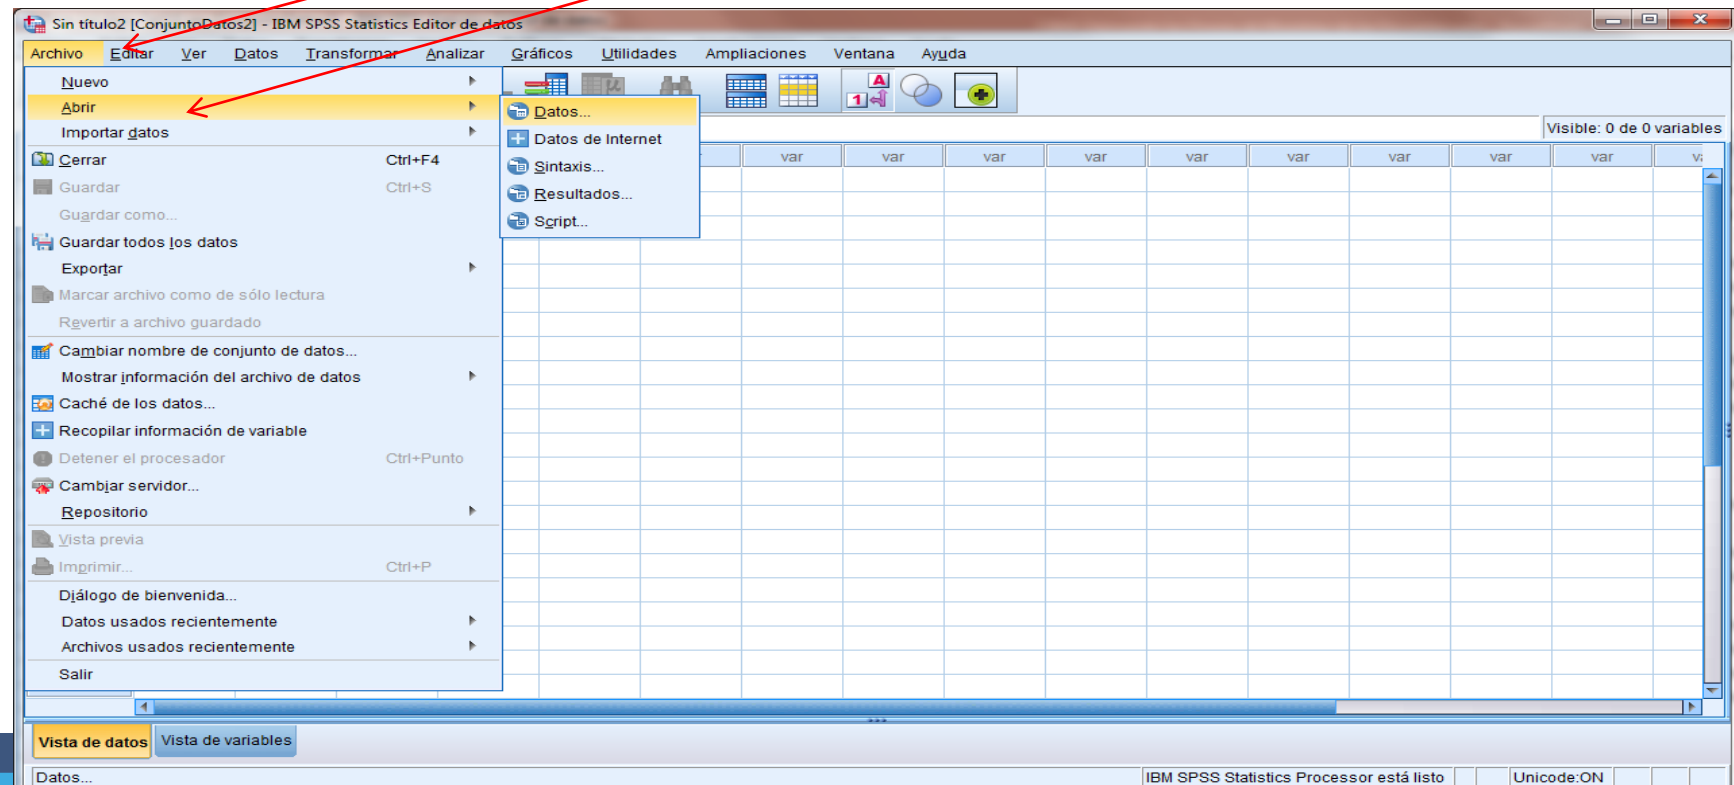 Sin título2 [ConjuntoDatos2] - IBM SPSS Statistics Editor de datos
Archivo Editar Ver Datos Transformar Analizar Gráficos Utilidades Ampliaciones Ventana Ayuda
Nuevo
Abrir
Importar datos
Cerrar Ctrl+F4
Guardar Ctrl+S
Guardar como...
Guardar todos los datos
Exportar
Marcar archivo como de sólo lectura
Revertir a archivo guardado
Cambiar nombre de conjunto de datos...
Mostrar información del archivo de datos
Caché de los datos...
Recopilar información de variable
Detener el procesador Ctrl+Punto
Cambiar servidor...
Repositorio
Vista previa
Imprimir... Ctrl+P
Diálogo de bienvenida...
Datos usados recientemente
Archivos usados recientemente
Salir
Datos...
Datos de Internet
Sintaxis...
Resultados...
Script...
A
1
Visible: 0 de 0 variables
var var var var var var var var var
Vista de datos Vista de variables
Datos... IBM SPSS Statistics Processor está listo Unicode:ON